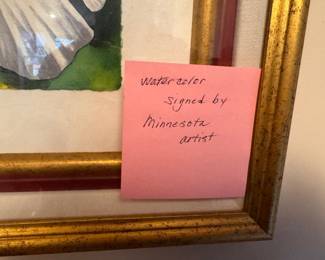 watercolor
signed by
Minnesota
artist